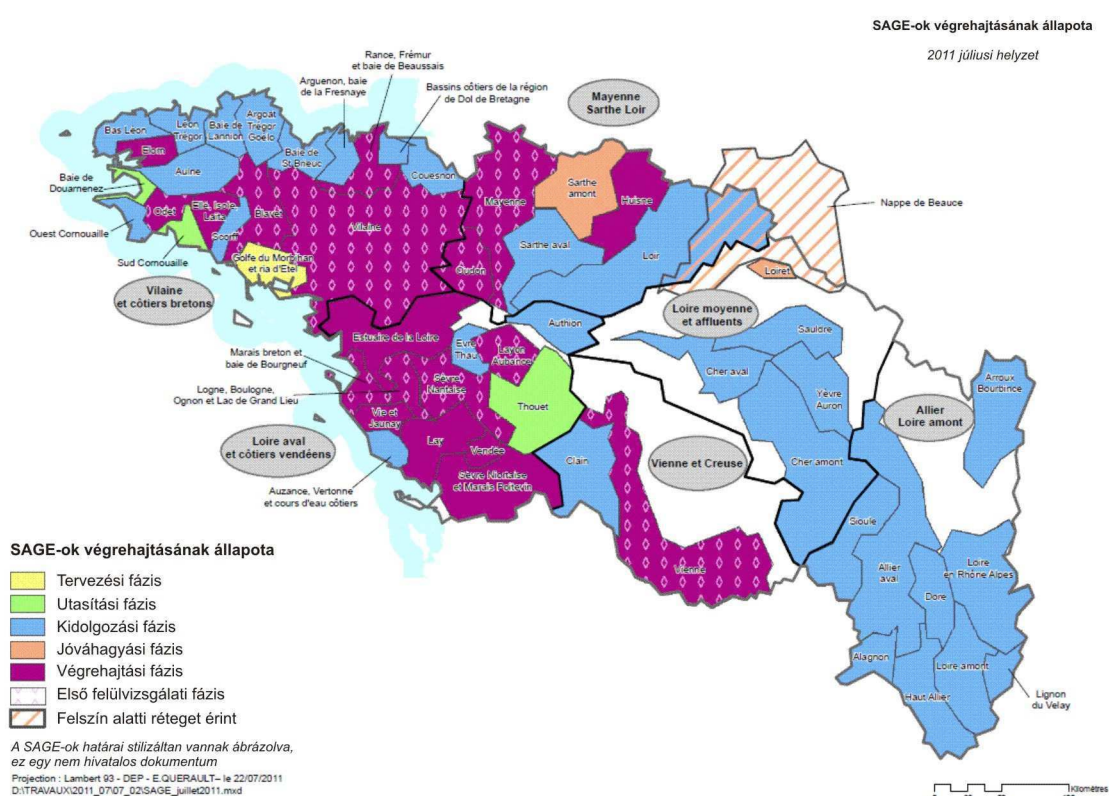 SAGE-ok végrehajtásának állapota
2011 júliusi helyzet
Rance, Frémur
et baie de Beaussais
Arguenon, baie
de la Fresnaye
Bassins côtiers de la région
de Dol de Bretagne
Mayenne
Sarthe Loir
Bas Léon
Léon
Trégor
Baie de
Lannion
Argoat
Trégor
Goëlo
Elorn
Aulne
Baie de
St Brieuc
Couesnon
Baie de
Douarnenez
Odet
Ellé, Isole,
Laïta
Blavet
Scorff
Vilaine
Mayenne
Sarthe
amont
Huisne
Nappe de Beauce
Ouest Cornouaille
Sud Cornouaille
Golfe du Morbihan
et ria d'Etel
Oudon
Sarthe aval
Loir
Loiret
Vilaine
et côtiers bretons
Loire moyenne
et affluents
Authion
Sauldre
Estuaire de la Loire
Evre
Thau
Layon
Aubance
Marais breton et
baie de Bourgneuf
Sèvre
Nantaise
Cher aval
Yèvre
Auron
Arroux
Bourbince
Logne, Boulogne,
Ognon et Lac de Grand Lieu
Thouet
Allier
Loire amont
Vie et
Jaunay
Lay
Vendée
Loire aval
et côtiers vendéens
Clain
Vienne et Creuse
Cher amont
Sèvre Niortaise
et Marais Poitevin
Auzance, Vertonne
et cours d'eau côtiers
Sioule
Vienne
Allier
aval
Loire
en Rhône Alpes
Dore
Alagnon
Loire amont
Haut Allier
Lignon
du Velay
SAGE-ok végrehajtásának állapota
Tervezési fázis
Utasítási fázis
Kidolgozási fázis
Jóváhagyási fázis
Végrehajtási fázis
Első felülvizsgálati fázis
Felszín alatti réteget érint
A SAGE-ok határai stilizáltan vannak ábrázolva,
ez egy nem hivatalos dokumentum
Projection : Lambert 93 - DEP - E.QUERAULT– le 22/07/2011
D:\TRAVAUX\2011_07\07_02\SAGE_juillet2011.mxd
Kilomètres